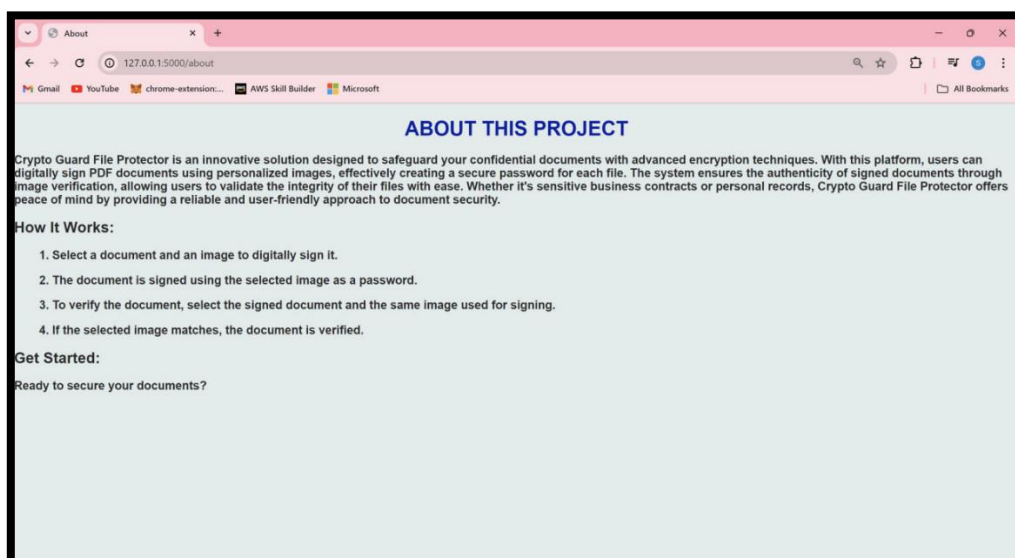 About
127.0.0.1:5000/about
Gmail YouTube chrome-extension:... AWS Skill Builder Microsoft All Bookmarks
ABOUT THIS PROJECT
Crypto Guard File Protector is an innovative solution designed to safeguard your confidential documents with advanced encryption techniques. With this platform, users can
digitally sign PDF documents using personalized images, effectively creating a secure password for each file. The system ensures the authenticity of signed documents through
image verification, allowing users to validate the integrity of their files with ease. Whether it's sensitive business contracts or personal records, Crypto Guard File Protector offers
peace of mind by providing a reliable and user-friendly approach to document security.
How It Works:
1. Select a document and an image to digitally sign it.
2. The document is signed using the selected image as a password.
3. To verify the document, select the signed document and the same image used for signing.
4. If the selected image matches, the document is verified.
Get Started:
Ready to secure your documents?